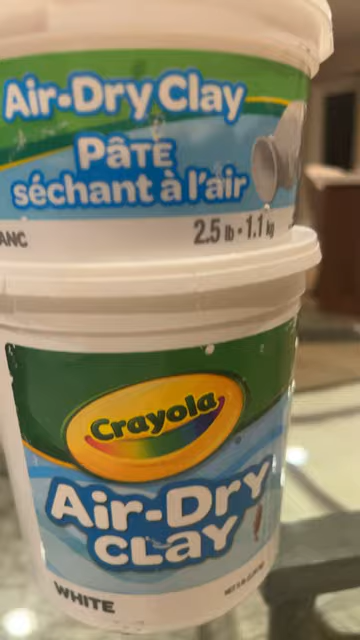 Air-Dry Clay
PÂTE
séchant à l'air
ANC
2.5 lb • 1.1 kg
Crayola
Air-Dry
CLAY
WHITE